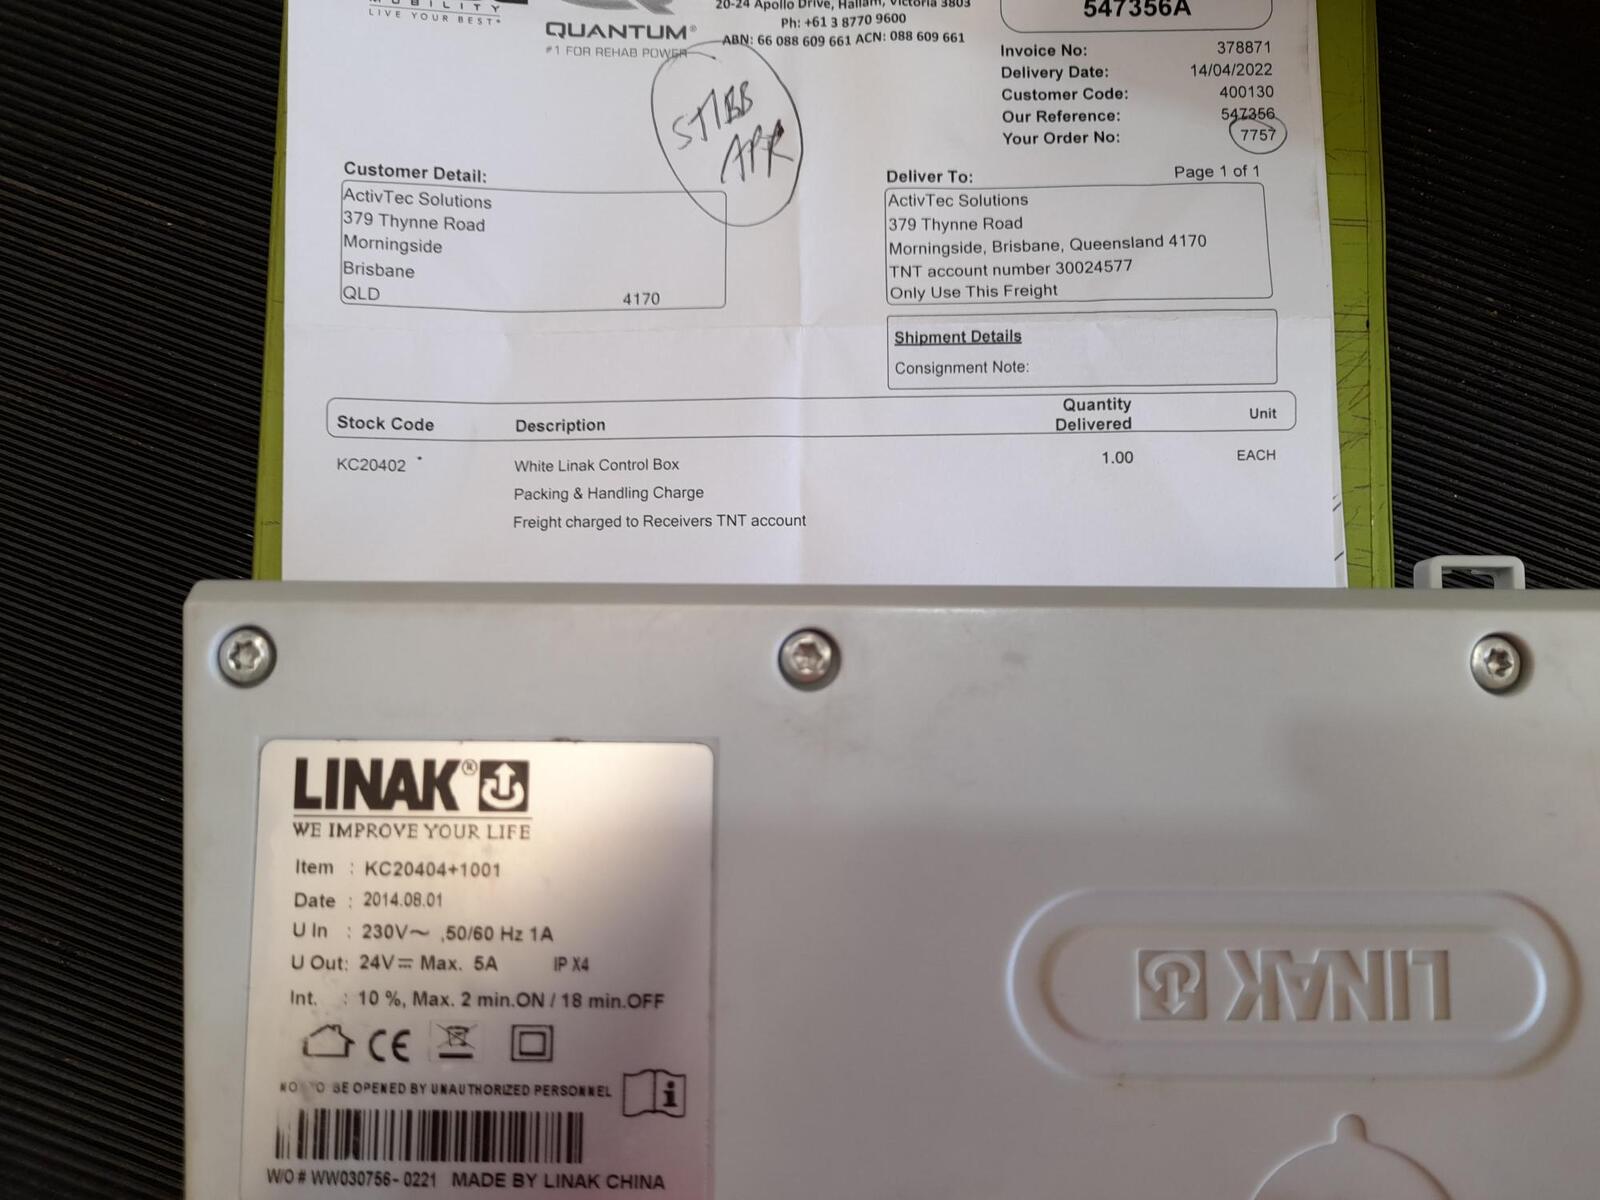 MOBILITY
LIVE YOUR BEST
QUANTUM®
#1 FOR REHAB POWER
20-24 Apollo Drive, Hallam, Victoria 3803
Ph: +61 3 8770 9600
ABN: 66 088 609 661 ACN: 088 609 661
547356A
Invoice No: 378871
Delivery Date: 14/04/2022
Customer Code: 400130
Our Reference: 547356
Your Order No: 7757
STIBB
Customer Detail:
ActivTec Solutions
379 Thynne Road
Morningside
Brisbane
QLD 4170
Deliver To: Page 1 of 1
ActivTec Solutions
379 Thynne Road
Morningside, Brisbane, Queensland 4170
TNT account number 30024577
Only Use This Freight
Shipment Details
Consignment Note:
Stock Code Description Quantity Delivered Unit
KC20402 White Linak Control Box 1.00 EACH
Packing & Handling Charge
Freight charged to Receivers TNT account
LINAK®
WE IMPROVE YOUR LIFE
Item : KC20404+1001
Date : 2014.08.01
U In : 230V~ ,50/60 Hz 1A
U Out: 24V⎓ Max. 5A IP X4
Int. : 10 %, Max. 2 min.ON / 18 min.OFF
CE
NOT TO BE OPENED BY UNAUTHORIZED PERSONNEL
W/O # WW030756-0221 MADE BY LINAK CHINA
LINAK